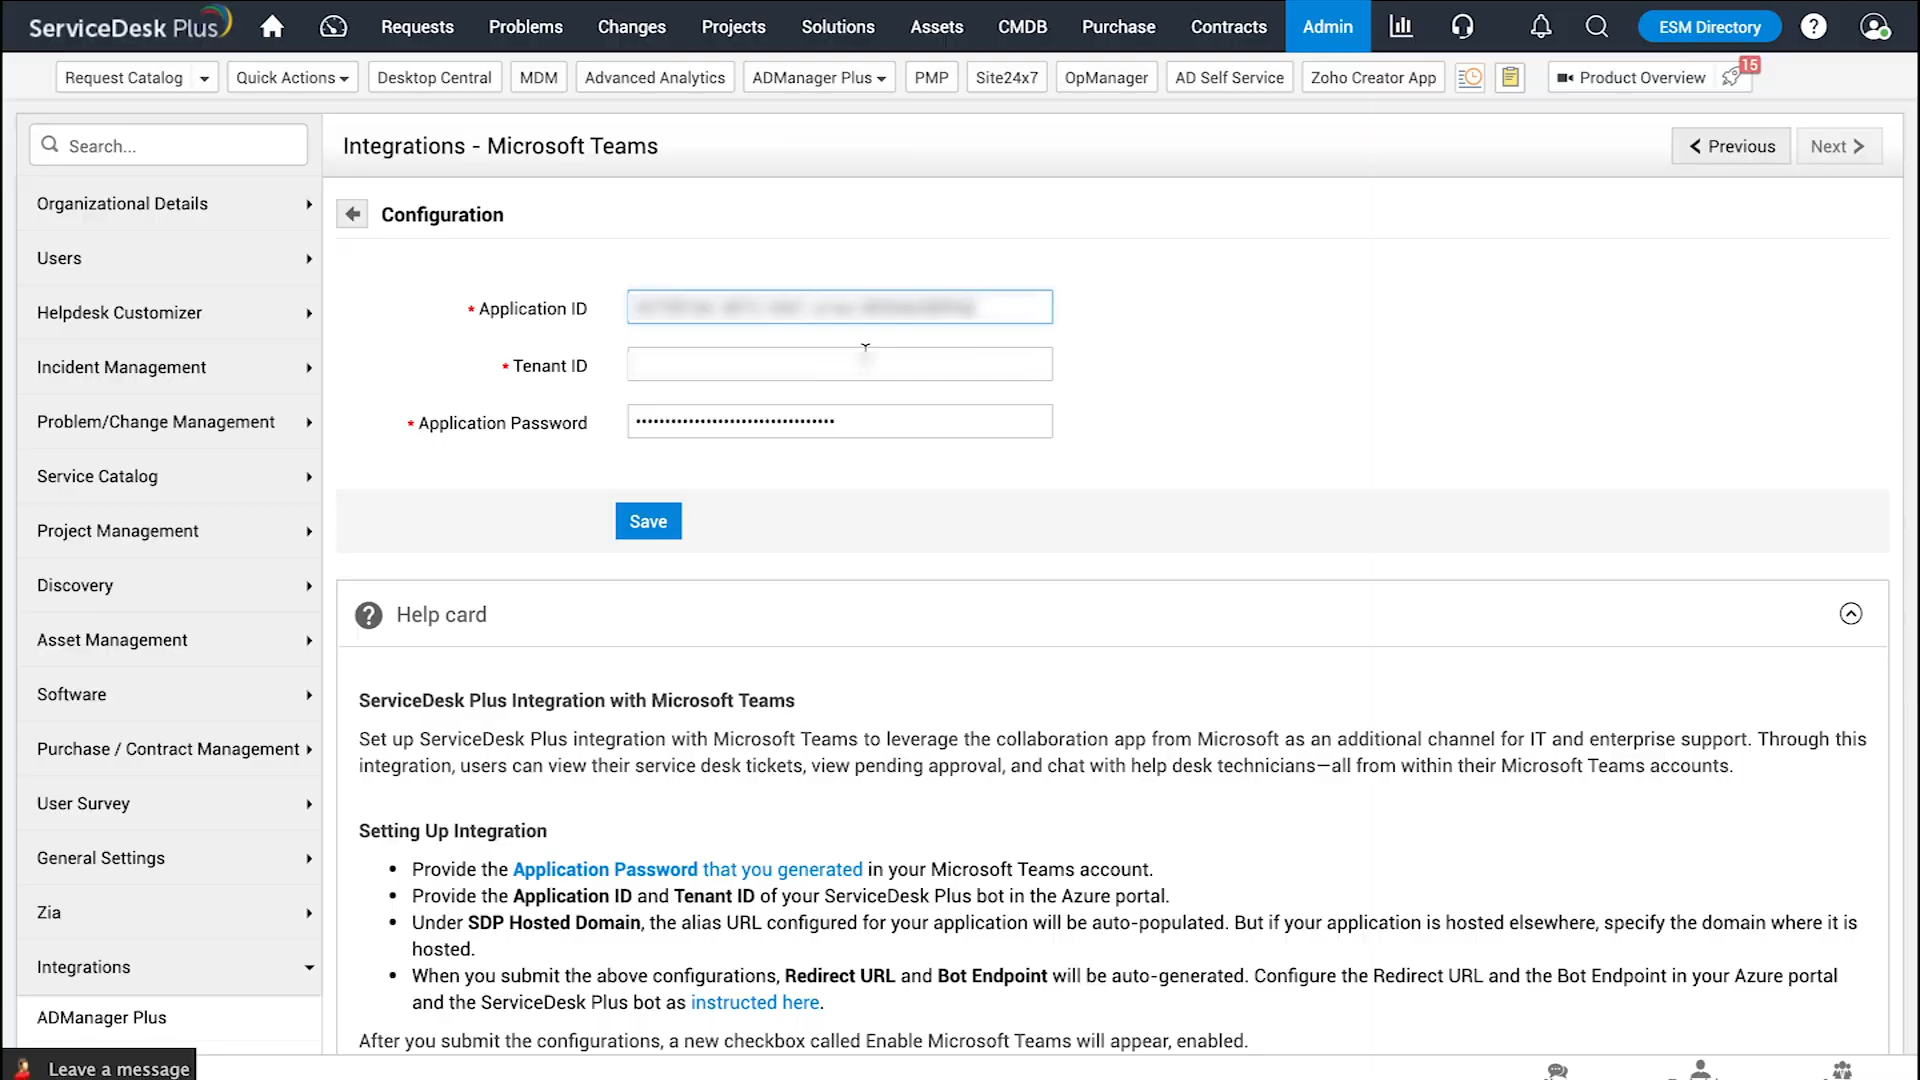 ServiceDesk Plus
Requests
Problems
Changes
Projects
Solutions
Assets
CMDB
Purchase
Contracts
Admin
ESM Directory
Request Catalog
Quick Actions
Desktop Central
MDM
Advanced Analytics
ADManager Plus
PMP
Site24x7
OpManager
AD Self Service
Zoho Creator App
Product Overview
15
Search...
Integrations - Microsoft Teams
Previous
Next
Organizational Details
Users
Helpdesk Customizer
Incident Management
Problem/Change Management
Service Catalog
Project Management
Discovery
Asset Management
Software
Purchase / Contract Management
User Survey
General Settings
Zia
Integrations
ADManager Plus
Leave a message
Configuration
* Application ID
* Tenant ID
* Application Password
Save
Help card
ServiceDesk Plus Integration with Microsoft Teams
Set up ServiceDesk Plus integration with Microsoft Teams to leverage the collaboration app from Microsoft as an additional channel for IT and enterprise support. Through this
integration, users can view their service desk tickets, view pending approval, and chat with help desk technicians—all from within their Microsoft Teams accounts.
Setting Up Integration
• Provide the Application Password that you generated in your Microsoft Teams account.
• Provide the Application ID and Tenant ID of your ServiceDesk Plus bot in the Azure portal.
• Under SDP Hosted Domain, the alias URL configured for your application will be auto-populated. But if your application is hosted elsewhere, specify the domain where it is
hosted.
• When you submit the above configurations, Redirect URL and Bot Endpoint will be auto-generated. Configure the Redirect URL and the Bot Endpoint in your Azure portal
and the ServiceDesk Plus bot as instructed here.
After you submit the configurations, a new checkbox called Enable Microsoft Teams will appear, enabled.